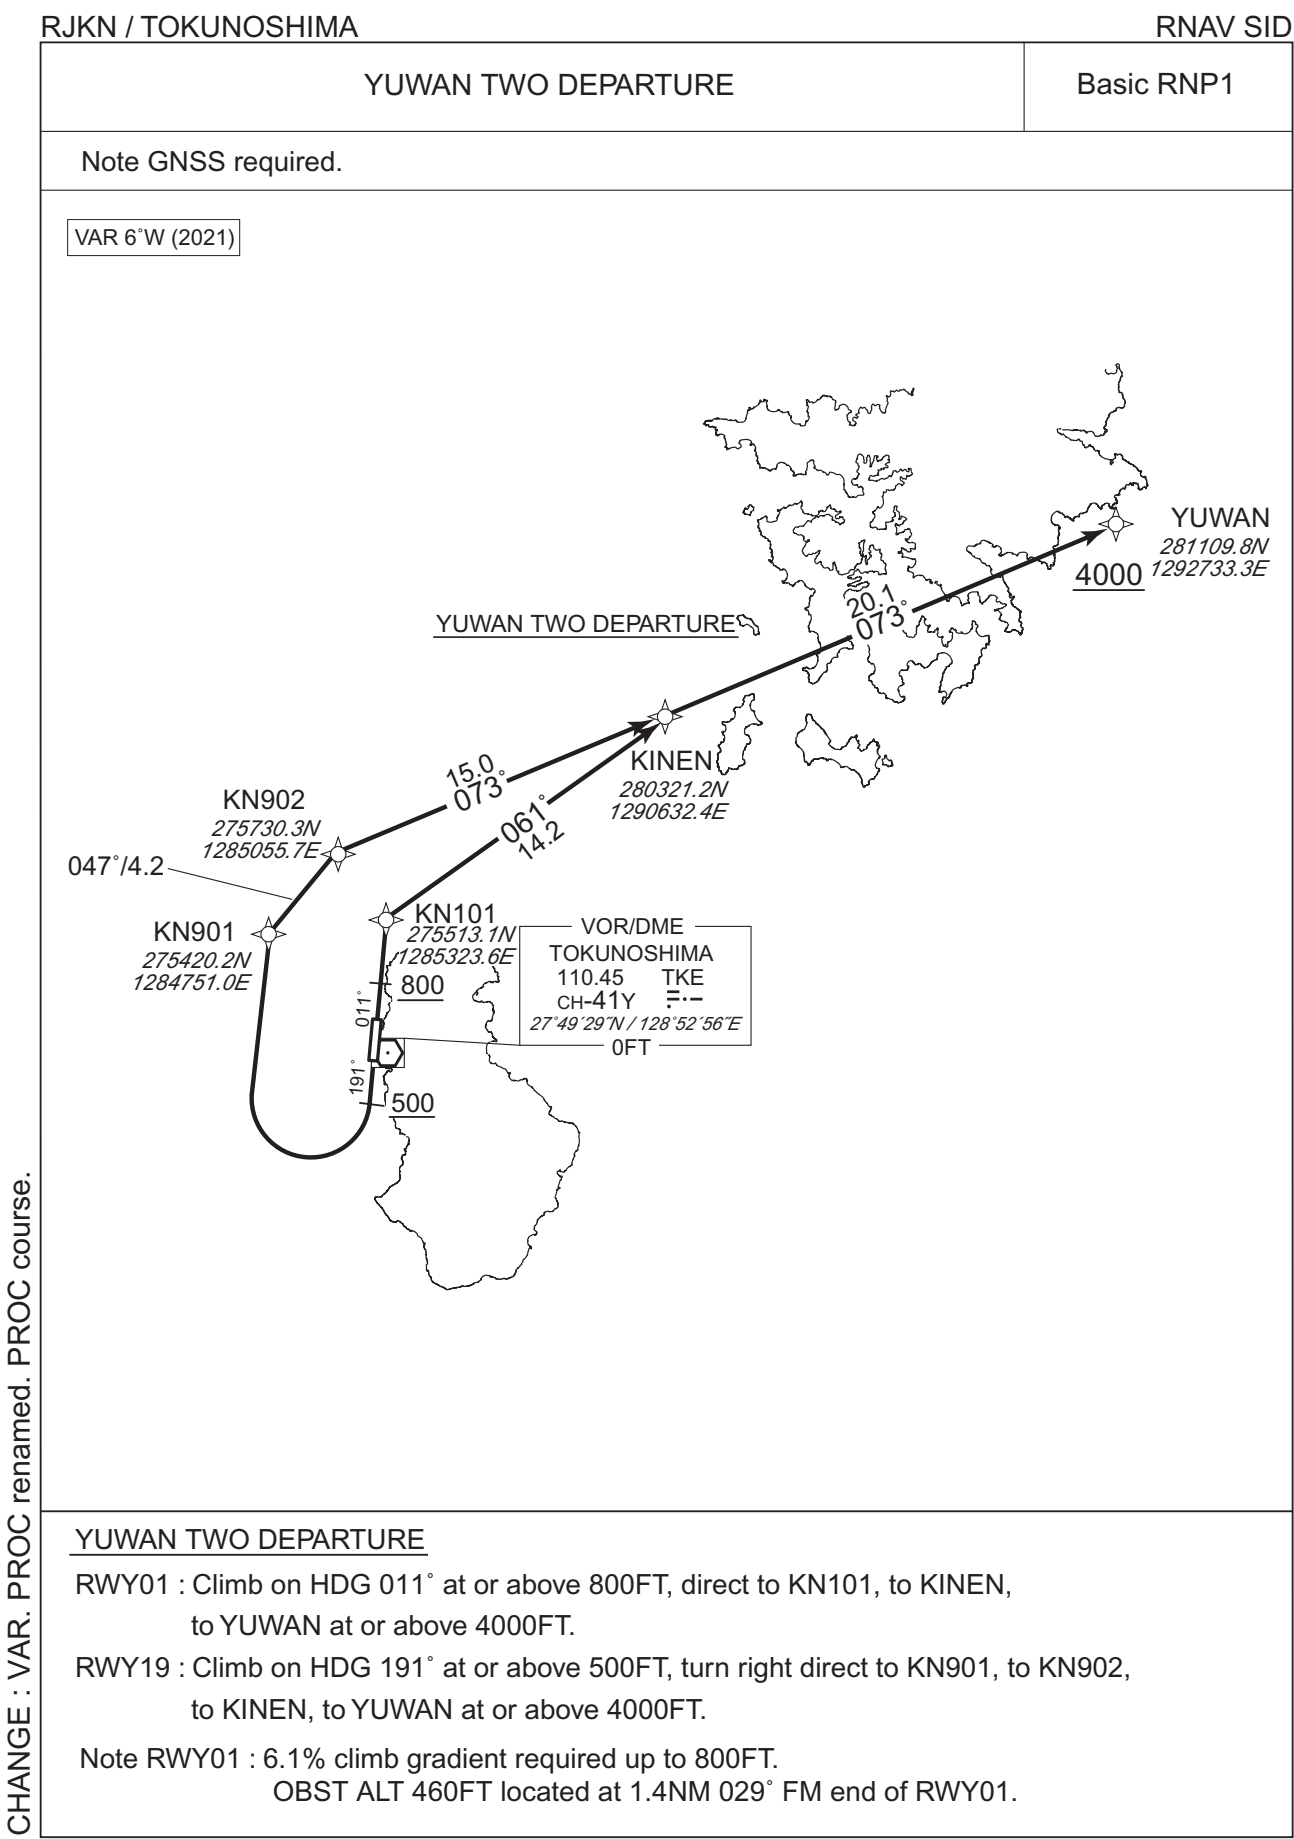 RJKN / TOKUNOSHIMA
RNAV SID
YUWAN TWO DEPARTURE
Basic RNP1
Note GNSS required.
VAR 6˚W (2021)
YUWAN
281109.8N
1292733.3E
4000
20.1
073˚
YUWAN TWO DEPARTURE
KINEN
280321.2N
1290632.4E
15.0
073˚
061˚
14.2
KN902
275730.3N
1285055.7E
047˚/4.2
KN901
275420.2N
1284751.0E
KN101
275513.1N
1285323.6E
800
011˚
191˚
500
VOR/DME
TOKUNOSHIMA
110.45 TKE
CH-41Y
27˚49´29˝N / 128˚52´56˝E
0FT
YUWAN TWO DEPARTURE
RWY01 : Climb on HDG 011˚ at or above 800FT, direct to KN101, to KINEN,
to YUWAN at or above 4000FT.
RWY19 : Climb on HDG 191˚ at or above 500FT, turn right direct to KN901, to KN902,
to KINEN, to YUWAN at or above 4000FT.
Note RWY01 : 6.1% climb gradient required up to 800FT.
OBST ALT 460FT located at 1.4NM 029˚ FM end of RWY01.
CHANGE : VAR. PROC renamed. PROC course.